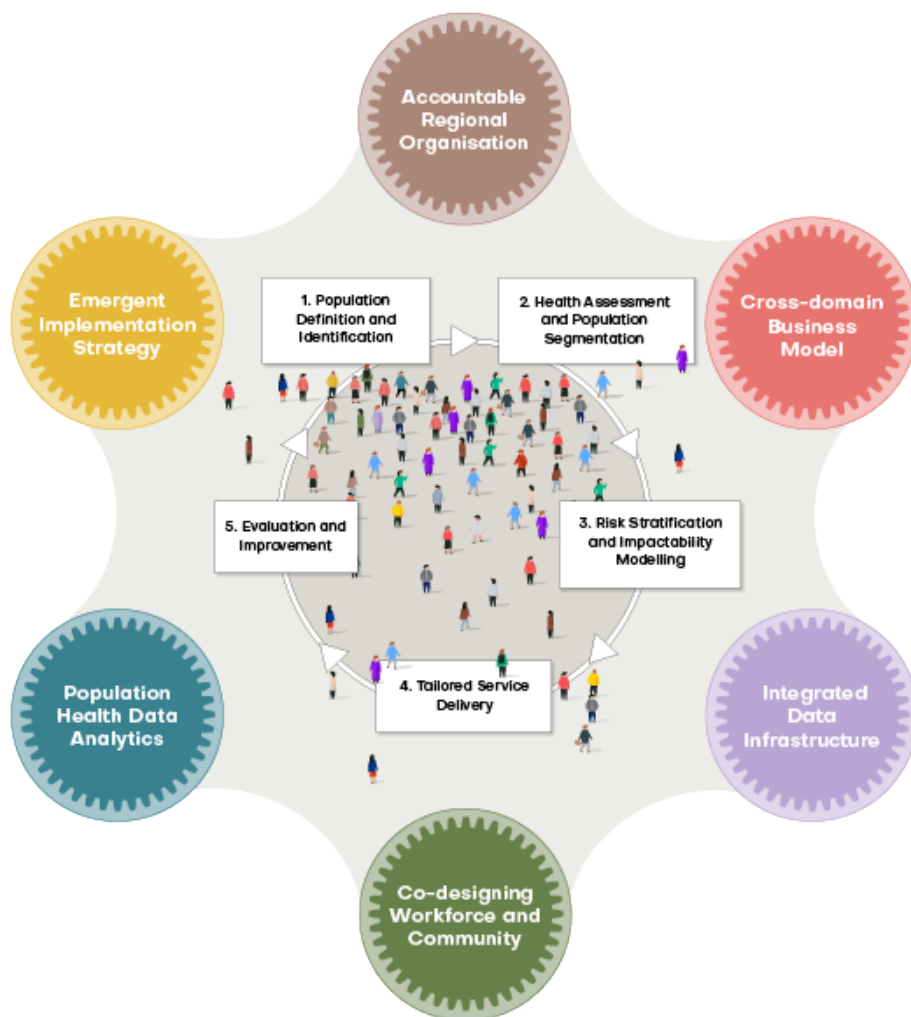 Accountable
Regional
Organisation
Emergent
Implementation
Strategy
Cross-domain
Business
Model
1. Population
Definition and
Identification
2. Health Assessment
and Population
Segmentation
5. Evaluation and
Improvement
3. Risk Stratification
and Impactability
Modelling
4. Tailored Service
Delivery
Population
Health Data
Analytics
Integrated
Data
Infrastructure
Co-designing
Workforce and
Community